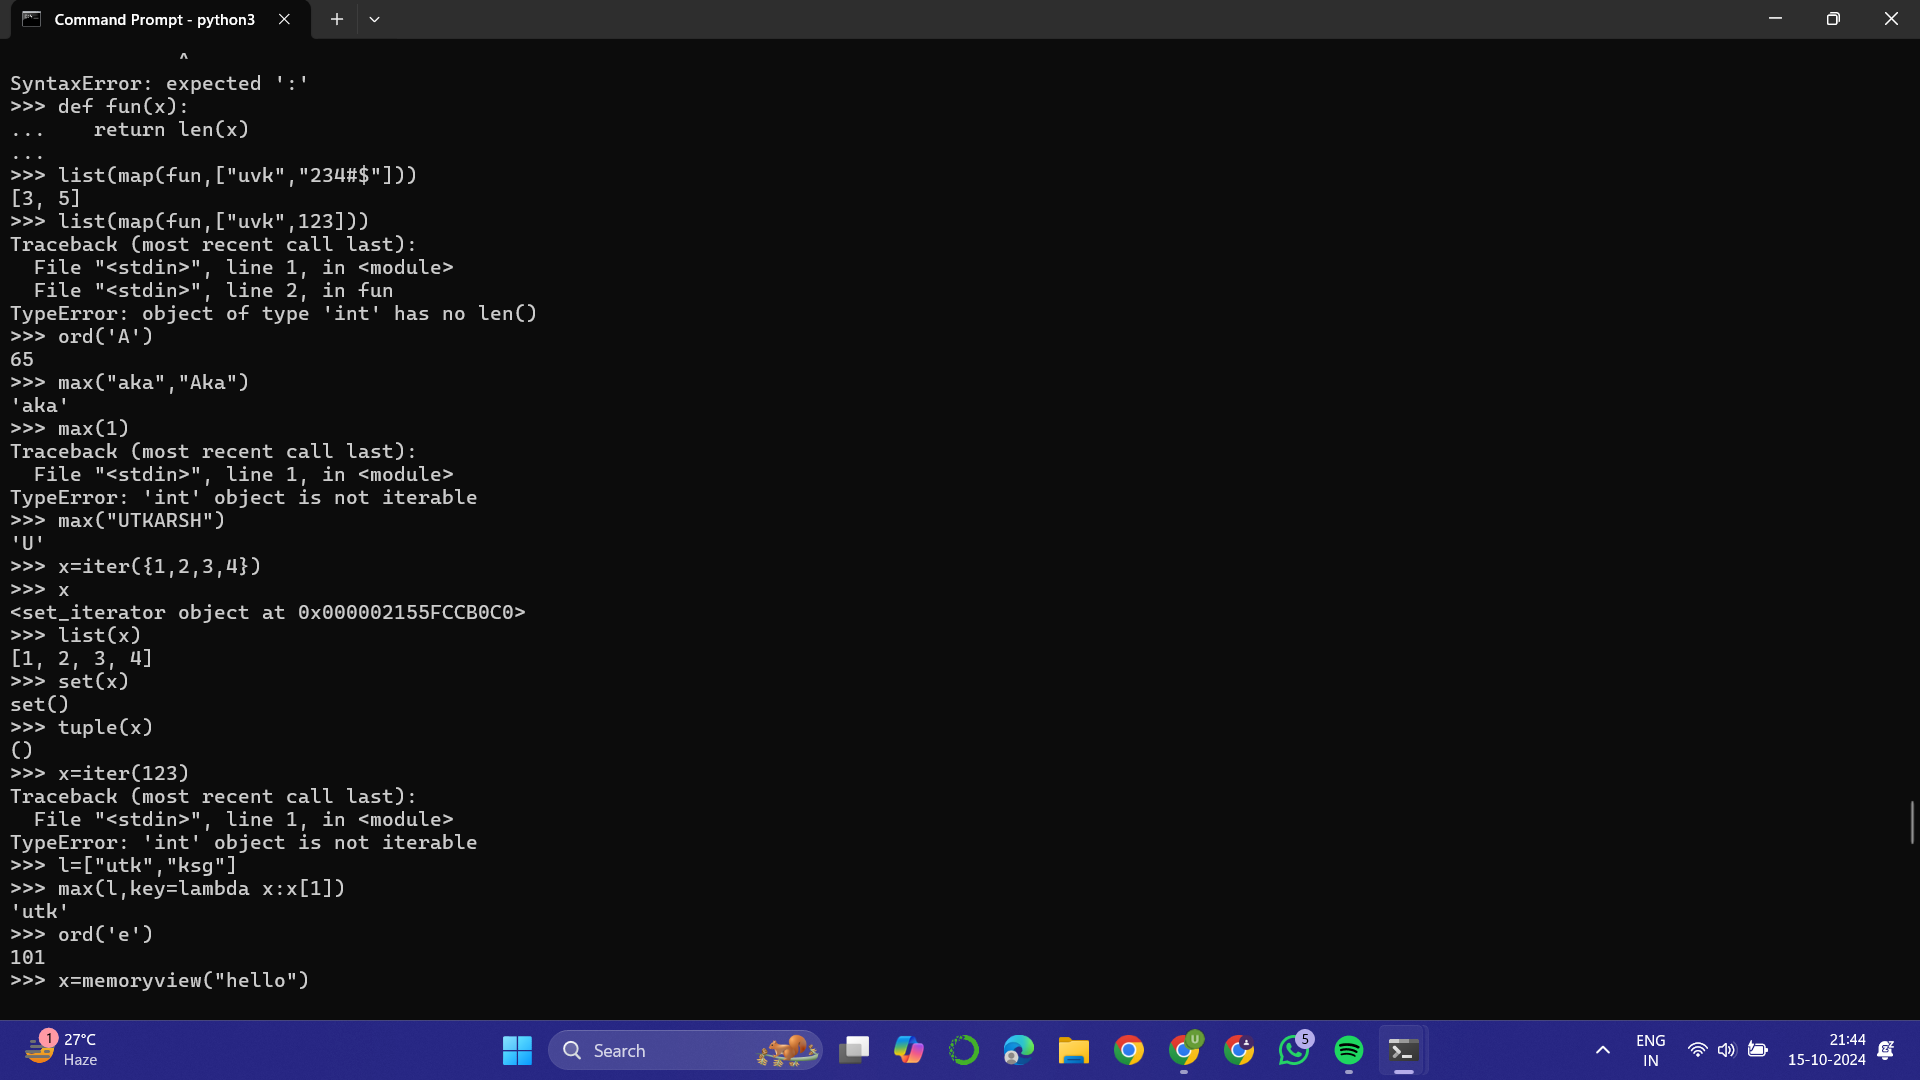 Command Prompt - python3
^
SyntaxError: expected ':'
>>> def fun(x):
...    return len(x)
...
>>> list(map(fun,["uvk","234#$"]))
[3, 5]
>>> list(map(fun,["uvk",123]))
Traceback (most recent call last):
  File "<stdin>", line 1, in <module>
  File "<stdin>", line 2, in fun
TypeError: object of type 'int' has no len()
>>> ord('A')
65
>>> max("aka","Aka")
'aka'
>>> max(1)
Traceback (most recent call last):
  File "<stdin>", line 1, in <module>
TypeError: 'int' object is not iterable
>>> max("UTKARSH")
'U'
>>> x=iter({1,2,3,4})
>>> x
<set_iterator object at 0x000002155FCCB0C0>
>>> list(x)
[1, 2, 3, 4]
>>> set(x)
set()
>>> tuple(x)
()
>>> x=iter(123)
Traceback (most recent call last):
  File "<stdin>", line 1, in <module>
TypeError: 'int' object is not iterable
>>> l=["utk","ksg"]
>>> max(l,key=lambda x:x[1])
'utk'
>>> ord('e')
101
>>> x=memoryview("hello")
1
27°C
Haze
Search
U
5
ENG
IN
21:44
15-10-2024